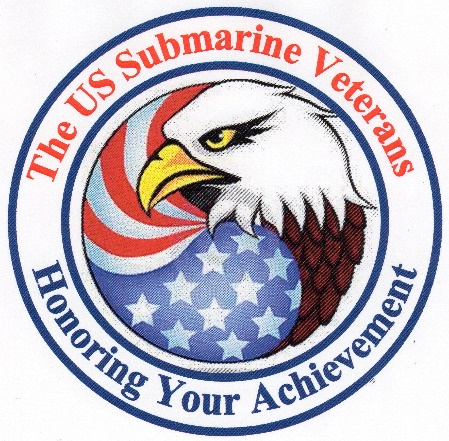 The US Submarine Veterans
Honoring Your Achievement